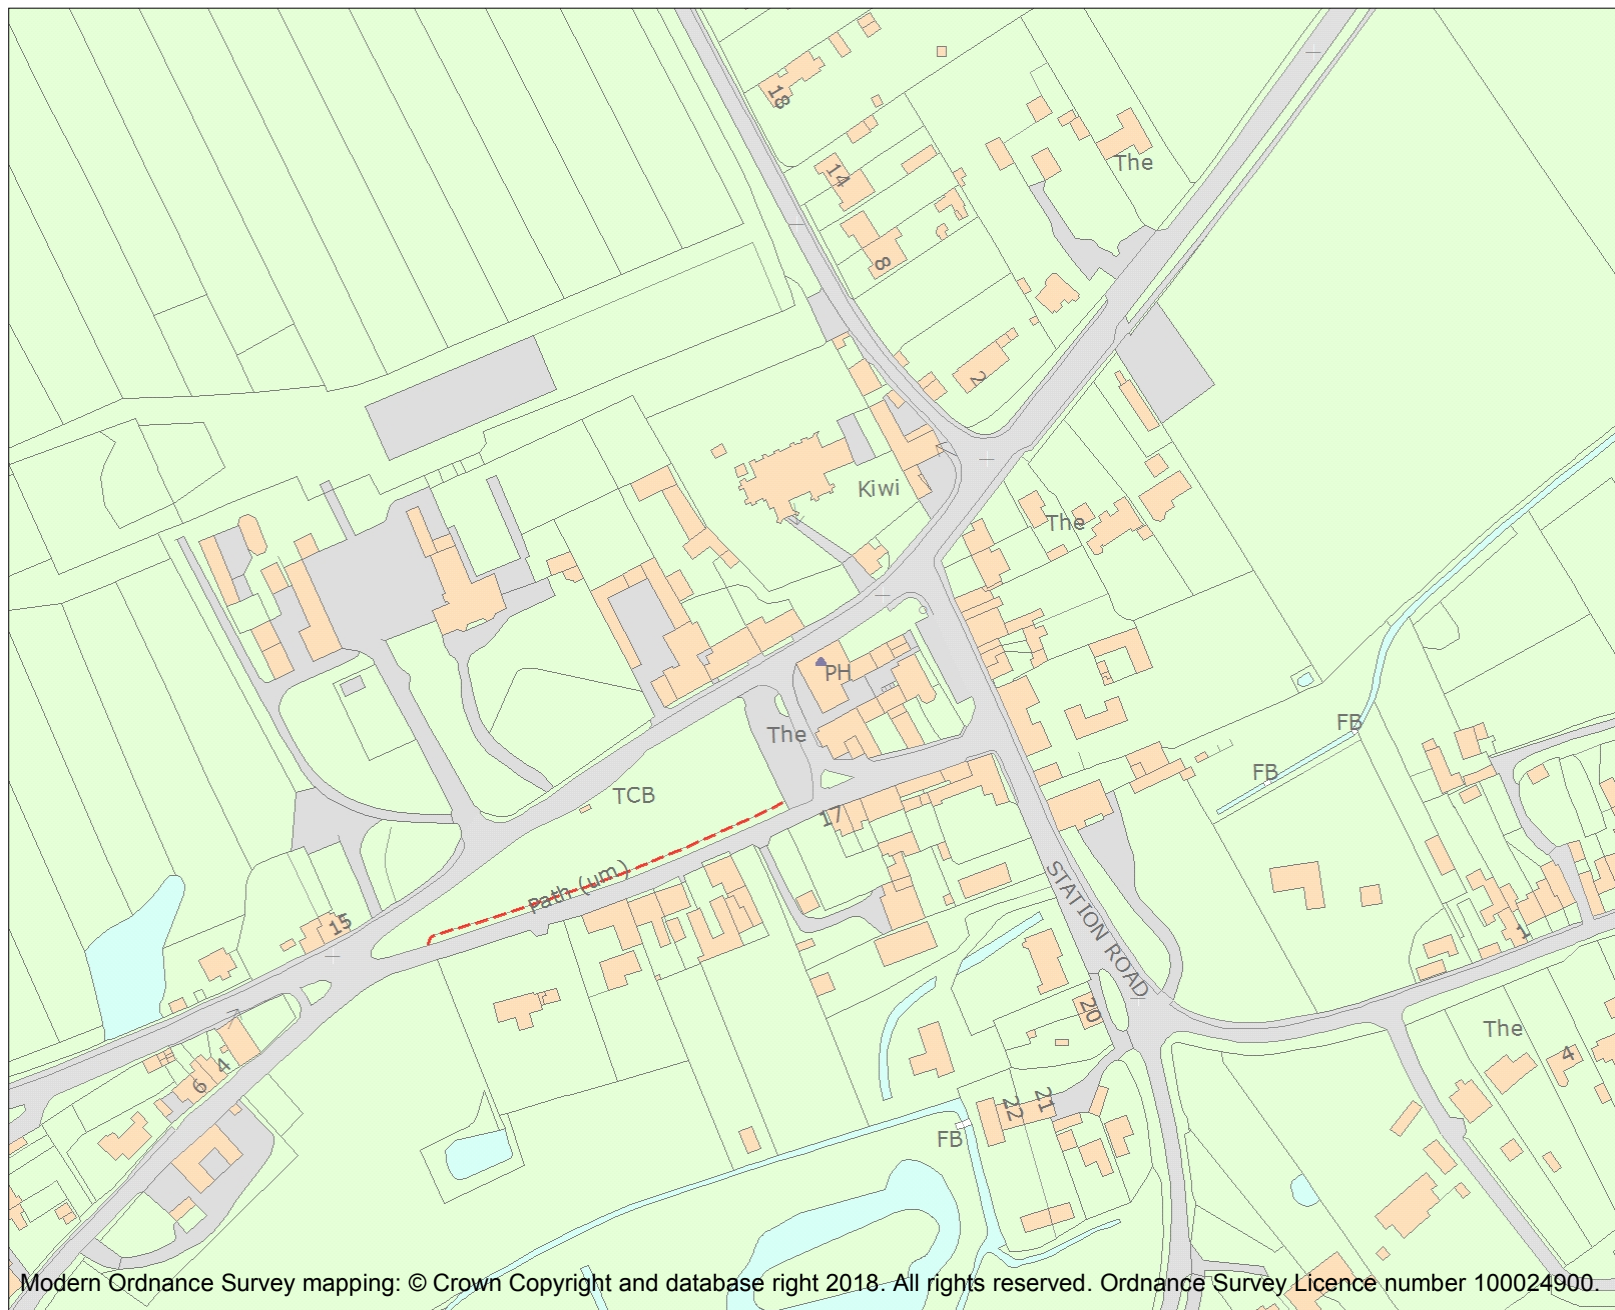 18
The
14
8
2
Kiwi
The
PH
The
FB
FB
TCB
17
Path (um)
STATION ROAD
15
1
20
The
4
4
6
21
22
FB
Modern Ordnance Survey mapping: © Crown Copyright and database right 2018. All rights reserved. Ordnance Survey Licence number 100024900.